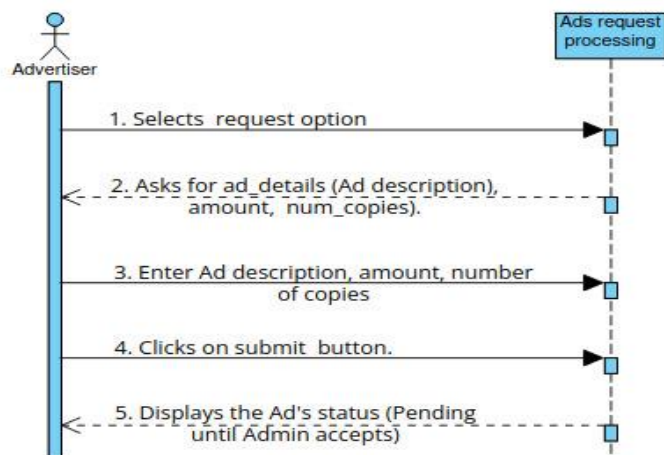 Ads request
processing
Advertiser
1. Selects request option
2. Asks for ad_details (Ad description),
amount, num_copies).
3. Enter Ad description, amount, number
of copies
4. Clicks on submit button.
5. Displays the Ad's status (Pending
until Admin accepts)